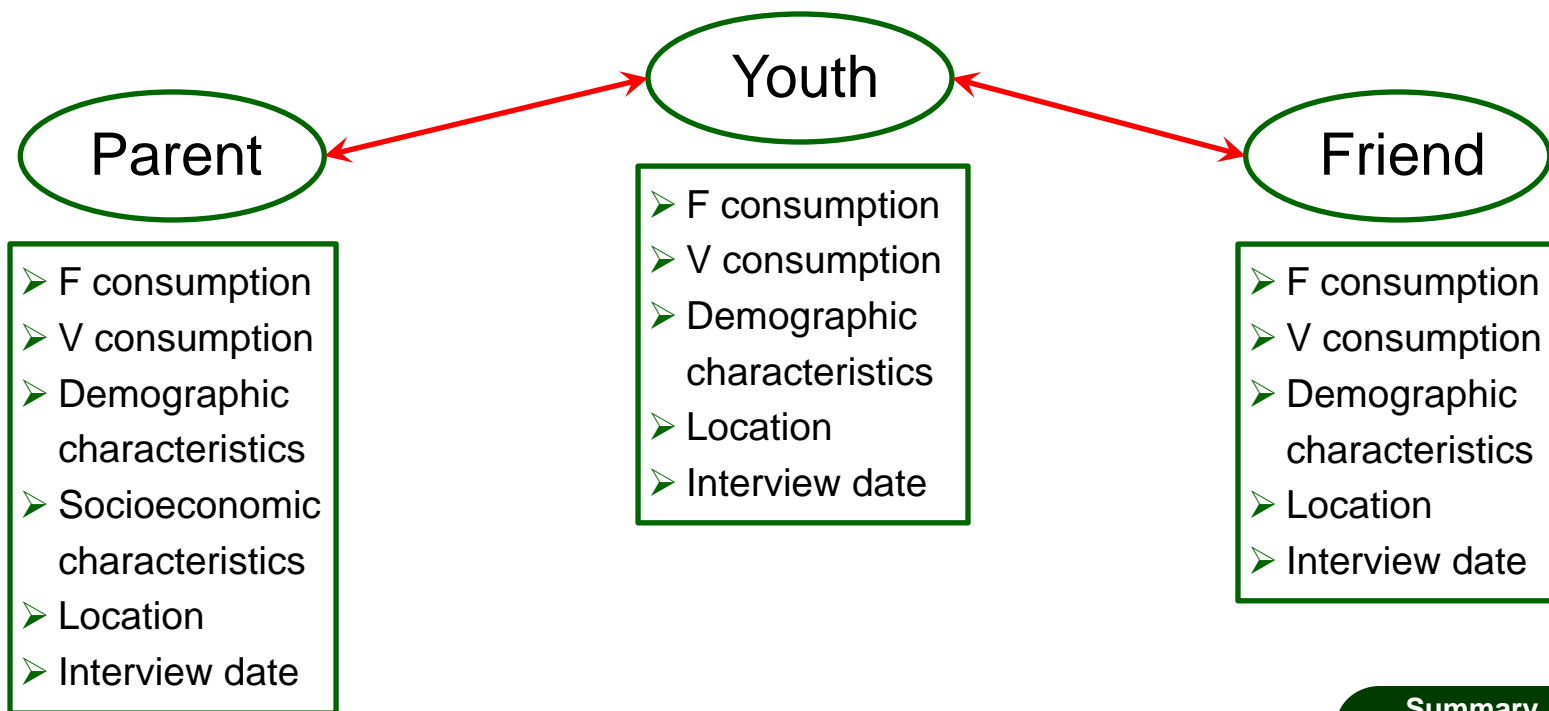 Youth
Parent
Friend
➢ F consumption
➢ V consumption
➢ Demographic
characteristics
➢ Socioeconomic
characteristics
➢ Location
➢ Interview date
➢ F consumption
➢ V consumption
➢ Demographic
characteristics
➢ Location
➢ Interview date
➢ F consumption
➢ V consumption
➢ Demographic
characteristics
➢ Location
➢ Interview date
Summary